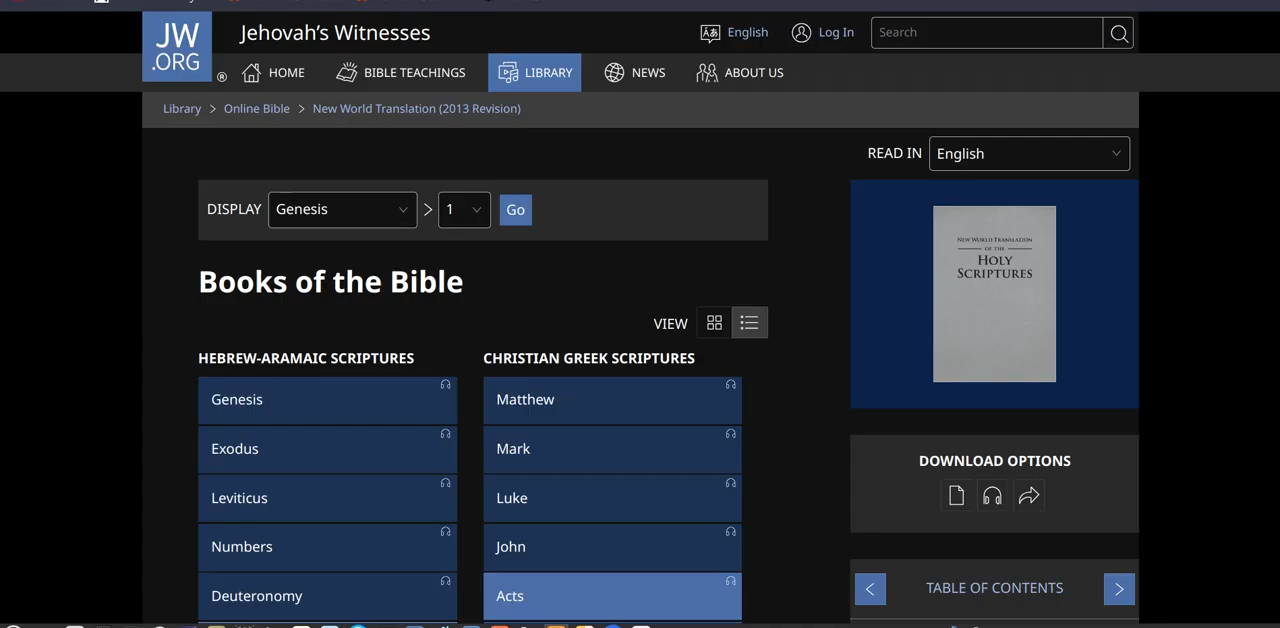 JW
.ORG
®
Jehovah's Witnesses
English
Log In
Search
HOME
BIBLE TEACHINGS
LIBRARY
NEWS
ABOUT US
Library > Online Bible > New World Translation (2013 Revision)
READ IN English
DISPLAY Genesis > 1 Go
NEW WORLD TRANSLATION
OF THE
HOLY
SCRIPTURES
Books of the Bible
VIEW
HEBREW-ARAMAIC SCRIPTURES
Genesis
Exodus
Leviticus
Numbers
Deuteronomy
CHRISTIAN GREEK SCRIPTURES
Matthew
Mark
Luke
John
Acts
DOWNLOAD OPTIONS
TABLE OF CONTENTS